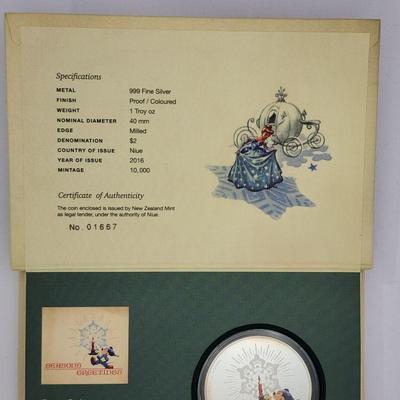 Specifications
METAL 999 Fine Silver
FINISH Proof / Coloured
WEIGHT 1 Troy oz
NOMINAL DIAMETER 40 mm
EDGE Milled
DENOMINATION $2
COUNTRY OF ISSUE Niue
YEAR OF ISSUE 2016
MINTAGE 10,000
Certificate of Authenticity
The coin enclosed is issued by New Zealand Mint
as legal tender, under the authority of Niue.
No. 01667
SEASON'S
GREETINGS